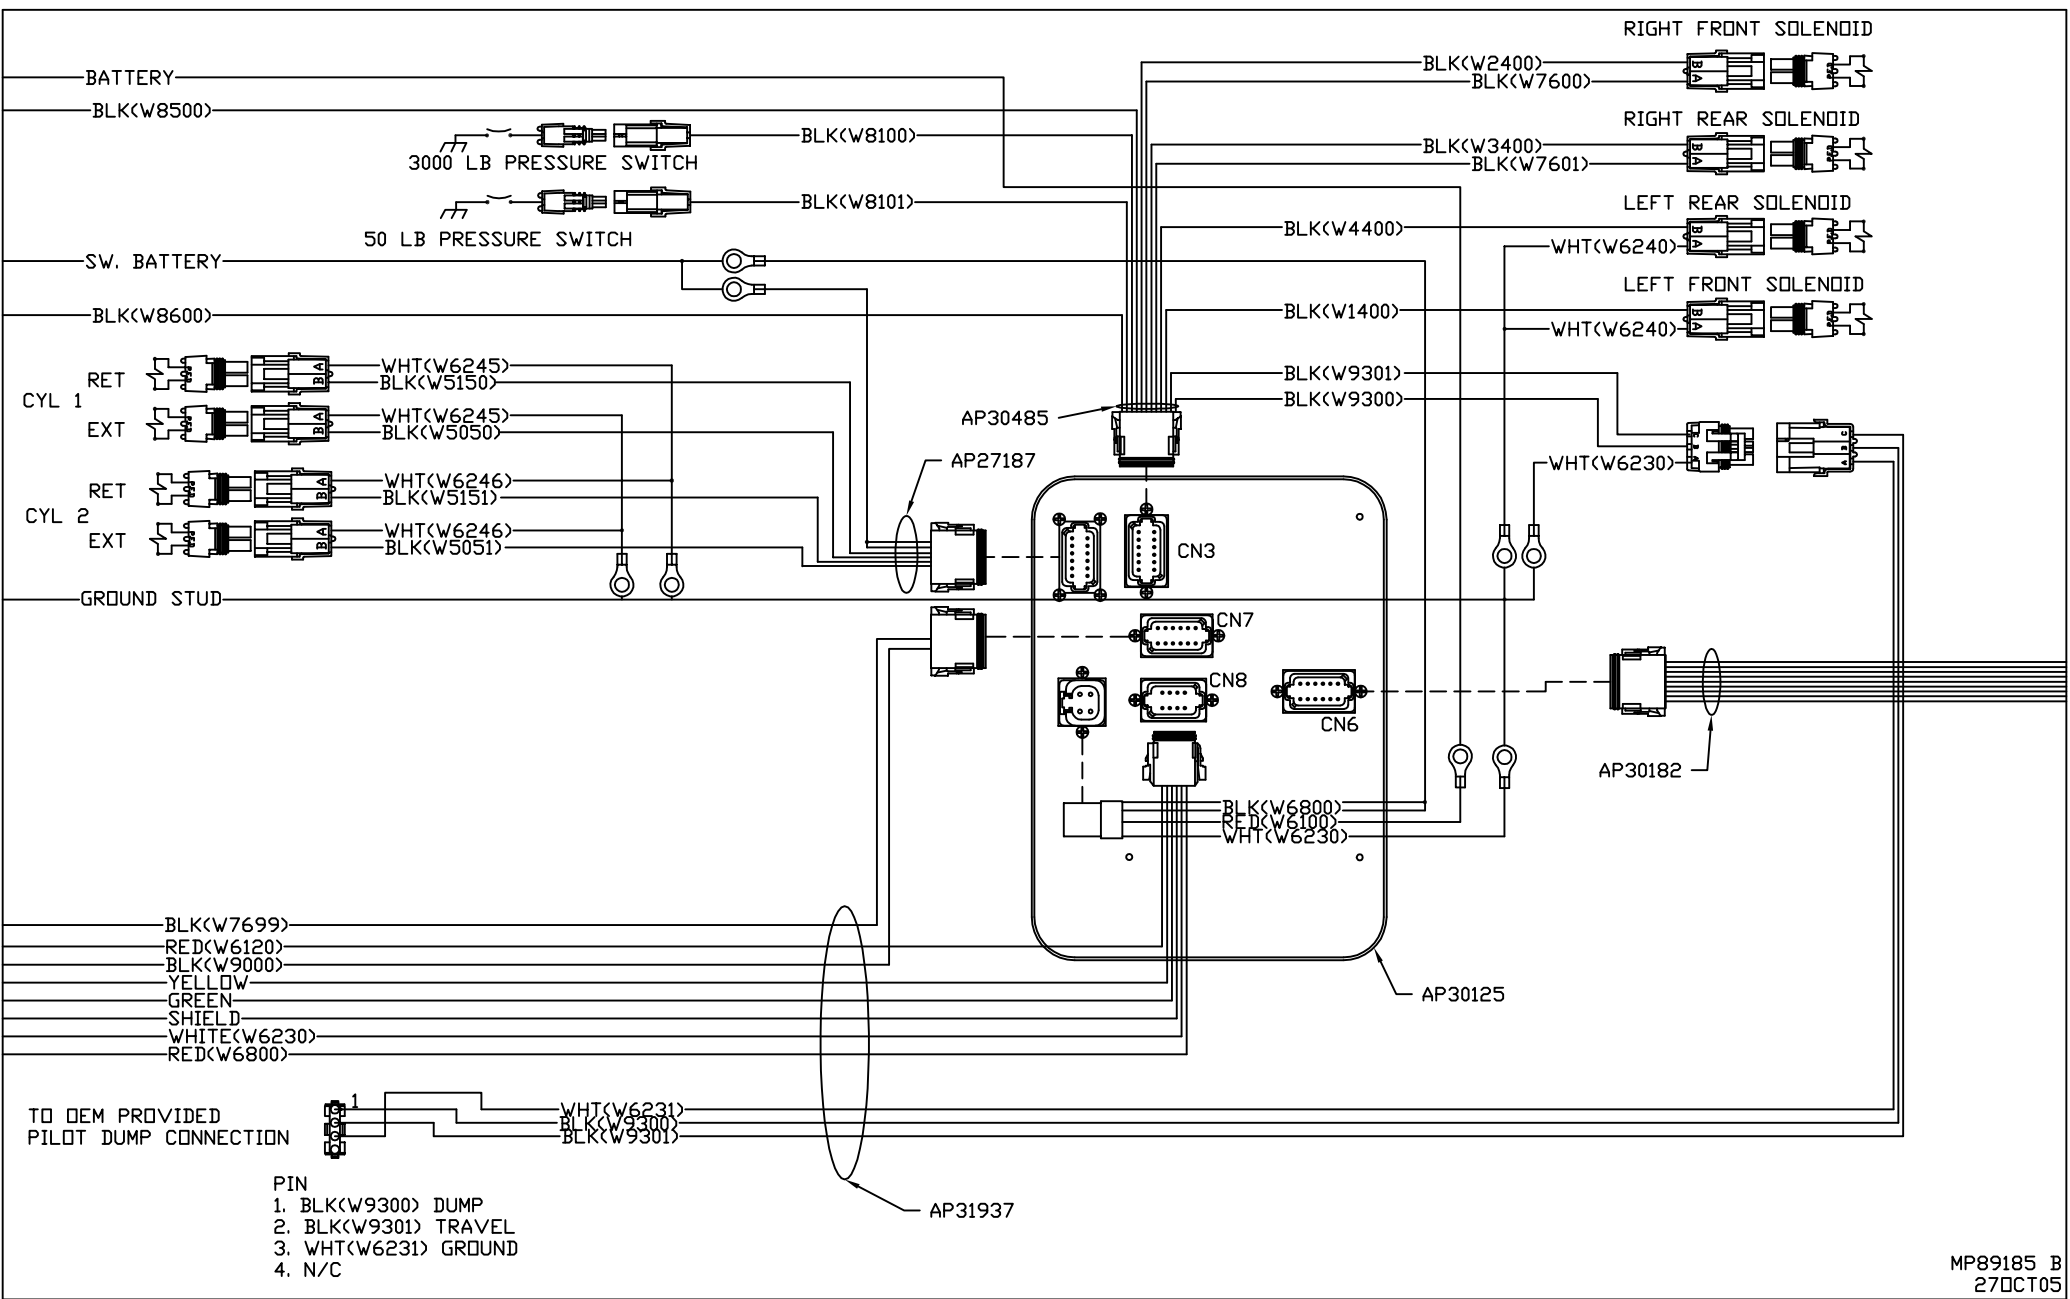 RIGHT FRONT SOLENOID
BATTERY
BLK(W2400)
BLK(W7600)
B
A
BLK(W8500)
3000 LB PRESSURE SWITCH
BLK(W8100)
RIGHT REAR SOLENOID
BLK(W3400)
BLK(W7601)
B
A
50 LB PRESSURE SWITCH
BLK(W8101)
LEFT REAR SOLENOID
BLK(W4400)
WHT(W6240)
B
A
SW. BATTERY
LEFT FRONT SOLENOID
BLK(W8600)
BLK(W1400)
WHT(W6240)
B
A
CYL 1
RET
A
B
WHT(W6245)
BLK(W5150)
EXT
A
B
WHT(W6245)
BLK(W5050)
BLK(W9301)
BLK(W9300)
AP30485
AP27187
WHT(W6230)
C
B
A
CYL 2
RET
A
B
WHT(W6246)
BLK(W5151)
EXT
A
B
WHT(W6246)
BLK(W5051)
CN3
GROUND STUD
CN7
CN8
CN6
AP30182
BLK(W6800)
RED(W6100)
WHT(W6230)
BLK(W7699)
RED(W6120)
BLK(W9000)
YELLOW
GREEN
SHIELD
WHITE(W6230)
RED(W6800)
AP30125
TO OEM PROVIDED
PILOT DUMP CONNECTION
1
WHT(W6231)
BLK(W9300)
BLK(W9301)
PIN
1. BLK(W9300) DUMP
2. BLK(W9301) TRAVEL
3. WHT(W6231) GROUND
4. N/C
AP31937
MP89185 B
27OCT05